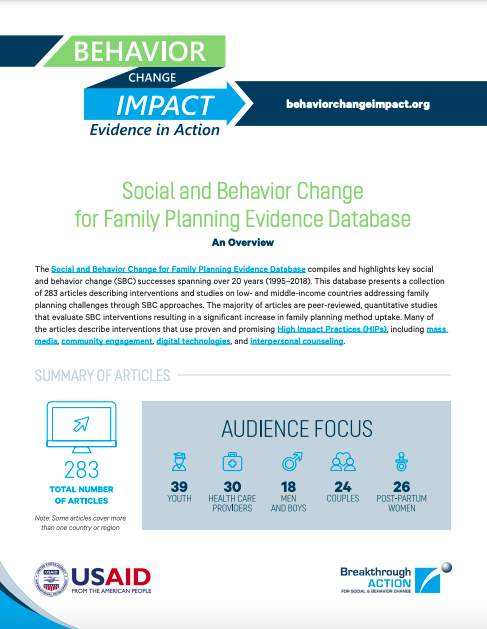 BEHAVIOR
CHANGE
IMPACT
Evidence in Action
behaviorchangeimpact.org
Social and Behavior Change
for Family Planning Evidence Database
An Overview
The Social and Behavior Change for Family Planning Evidence Database compiles and highlights key social
and behavior change (SBC) successes spanning over 20 years (1995–2018). This database presents a collection
of 283 articles describing interventions and studies on low- and middle-income countries addressing family
planning challenges through SBC approaches. The majority of articles are peer-reviewed, quantitative studies
that evaluate SBC interventions resulting in a significant increase in family planning method uptake. Many of
the articles describe interventions that use proven and promising High Impact Practices (HIPs), including mass
media, community engagement, digital technologies, and interpersonal counseling.
SUMMARY OF ARTICLES
283
TOTAL NUMBER
OF ARTICLES
Note: Some articles cover more
than one country or region
AUDIENCE FOCUS
39
YOUTH
30
HEALTH CARE
PROVIDERS
18
MEN
AND BOYS
24
COUPLES
26
POST-PARTUM
WOMEN
USAID
FROM THE AMERICAN PEOPLE
Breakthrough
ACTION
FOR SOCIAL & BEHAVIOR CHANGE